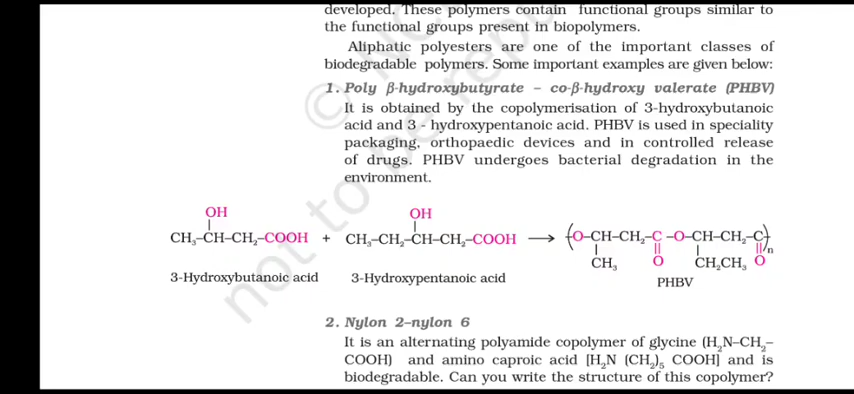 developed. These polymers contain functional groups similar to
the functional groups present in biopolymers.
Aliphatic polyesters are one of the important classes of
biodegradable polymers. Some important examples are given below:
1. Poly β-hydroxybutyrate – co-β-hydroxy valerate (PHBV)
It is obtained by the copolymerisation of 3-hydroxybutanoic
acid and 3 - hydroxypentanoic acid. PHBV is used in speciality
packaging, orthopaedic devices and in controlled release
of drugs. PHBV undergoes bacterial degradation in the
environment.
OH OH
CH₃–CH–CH₂–COOH + CH₃–CH₂–CH–CH₂–COOH ⟶ (O–CH–CH₂–C–O–CH–CH₂–C)n
CH₃ O CH₂CH₃ O
3-Hydroxybutanoic acid 3-Hydroxypentanoic acid PHBV
2. Nylon 2–nylon 6
It is an alternating polyamide copolymer of glycine (H₂N–CH₂–
COOH) and amino caproic acid [H₂N (CH₂)₅ COOH] and is
biodegradable. Can you write the structure of this copolymer?